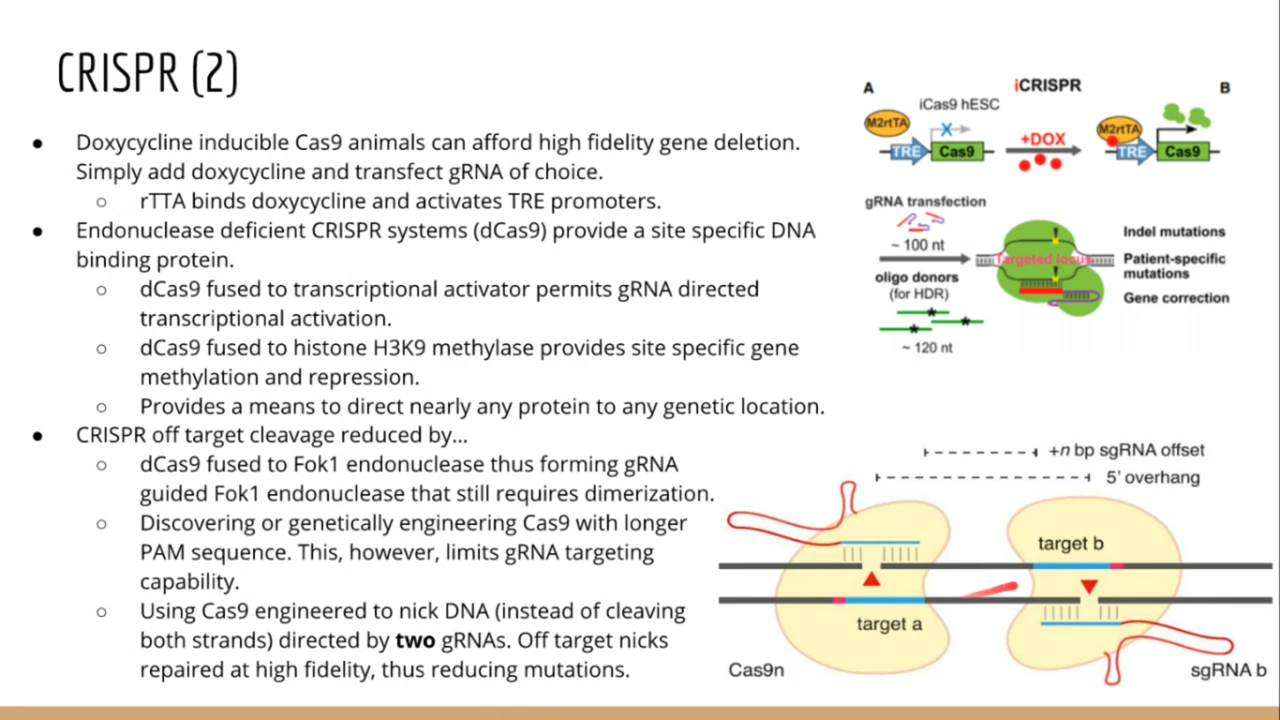 CRISPR (2)
● Doxycycline inducible Cas9 animas can afford high fidelity gene deletion.
Simply add doxycycline and transfect gRNA of choice.
○ rTTA binds doxycycline and activates TRE promoters.
● Endonuclease deficient CRISPR systems (dCas9) provide a site specific DNA
binding protein.
○ dCas9 fused to transcriptional activator permits gRNA directed
transcriptional activation.
○ dCas9 fused to histone H3K9 methylase provides site specific gene
methylation and repression.
○ Provides a means to direct nearly any protein to any genetic location.
● CRISPR off target cleavage reduced by...
○ dCas9 fused to Fok1 endonuclease thus forming gRNA
guided Fok1 endonuclease that still requires dimerization.
○ Discovering or genetically engineering Cas9 with longer
PAM sequence. This, however, limits gRNA targeting
capability.
○ Using Cas9 engineered to nick DNA (instead of cleaving
both strands) directed by two gRNAs. Off target nicks
repaired at high fidelity, thus reducing mutations.
A iCRISPR B
iCas9 hESC
M2rtTA X +DOX M2rtTA
TRE Cas9 TRE Cas9
gRNA transfection
~ 100 nt
oligo donors
(for HDR)
~ 120 nt
Targeted locus
Indel mutations
Patient-specific
mutations
Gene correction
+n bp sgRNA offset
5' overhang
target b
target a
Cas9n
sgRNA b